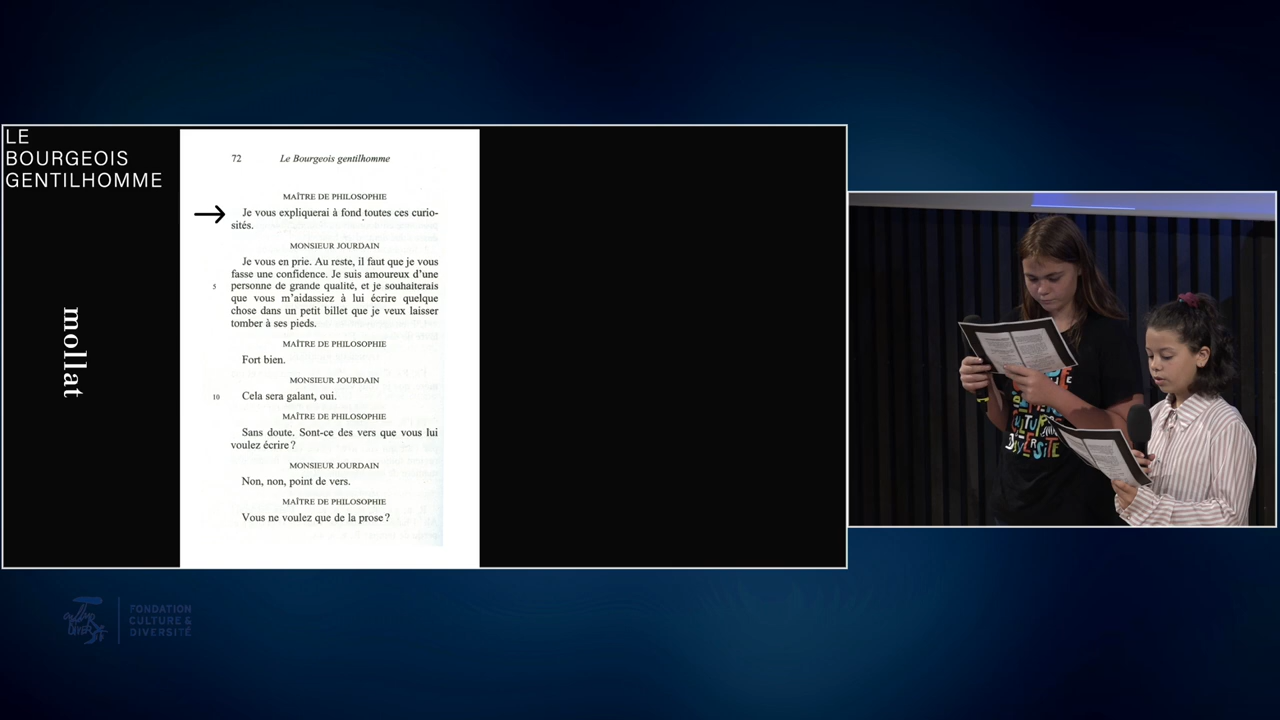 LE
BOURGEOIS
GENTILHOMME
mollat
72 Le Bourgeois gentilhomme
MAÎTRE DE PHILOSOPHIE
Je vous expliquerai à fond toutes ces curio-
sités.
MONSIEUR JOURDAIN
Je vous en prie. Au reste, il faut que je vous
fasse une confidence. Je suis amoureux d'une
5 personne de grande qualité, et je souhaiterais
que vous m'aidassiez à lui écrire quelque
chose dans un petit billet que je veux laisser
tomber à ses pieds.
MAÎTRE DE PHILOSOPHIE
Fort bien.
MONSIEUR JOURDAIN
10 Cela sera galant, oui.
MAÎTRE DE PHILOSOPHIE
Sans doute. Sont-ce des vers que vous lui
voulez écrire ?
MONSIEUR JOURDAIN
Non, non, point de vers.
MAÎTRE DE PHILOSOPHIE
Vous ne voulez que de la prose ?
FONDATION
CULTURE &
DIVERSITÉ